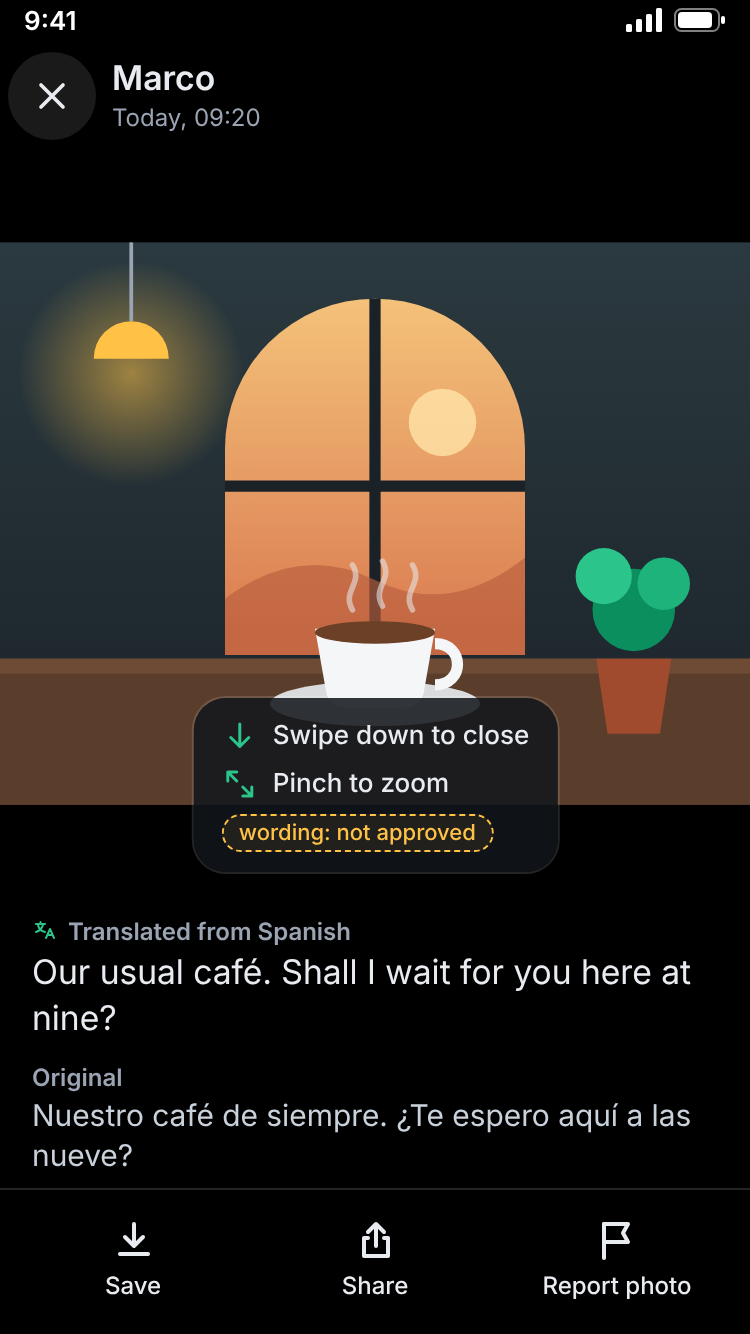 9:41
Marco
Today, 09:20
Swipe down to close
Pinch to zoom
wording: not approved
Translated from Spanish
Our usual café. Shall I wait for you here at
nine?
Original
Nuestro café de siempre. ¿Te espero aquí a las
nueve?
Save
Share
Report photo